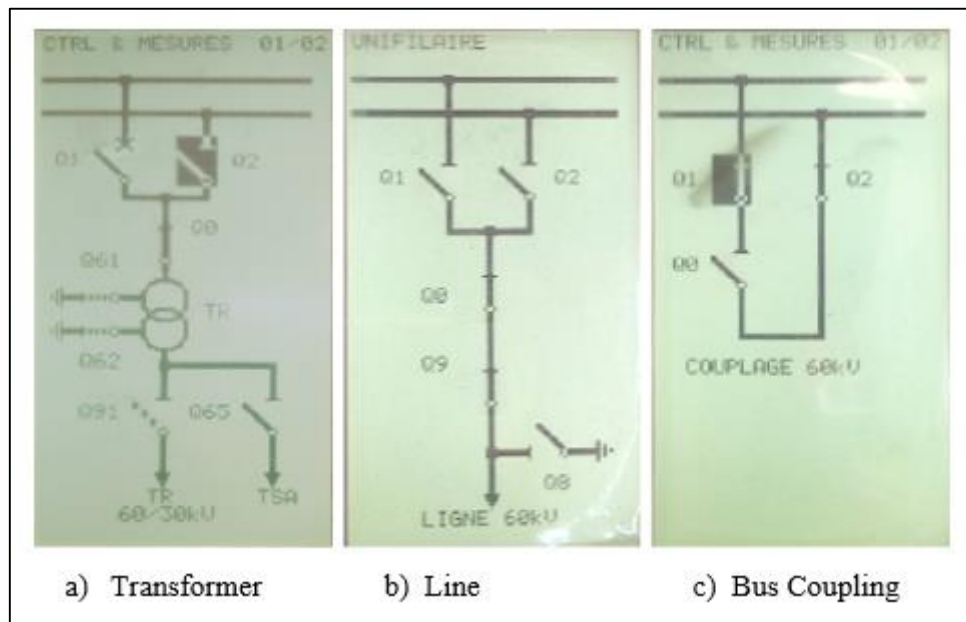 CTRL & MESURES 01/02
Q1
Q2
Q0
Q61
TR
Q62
Q91
Q65
TR
TSA
60/30kV
UNIFILAIRE
Q1
Q2
Q0
Q9
Q8
LIGNE 60kV
CTRL & MESURES 01/02
Q1
Q2
Q0
COUPLAGE 60kV
a) Transformer
b) Line
c) Bus Coupling